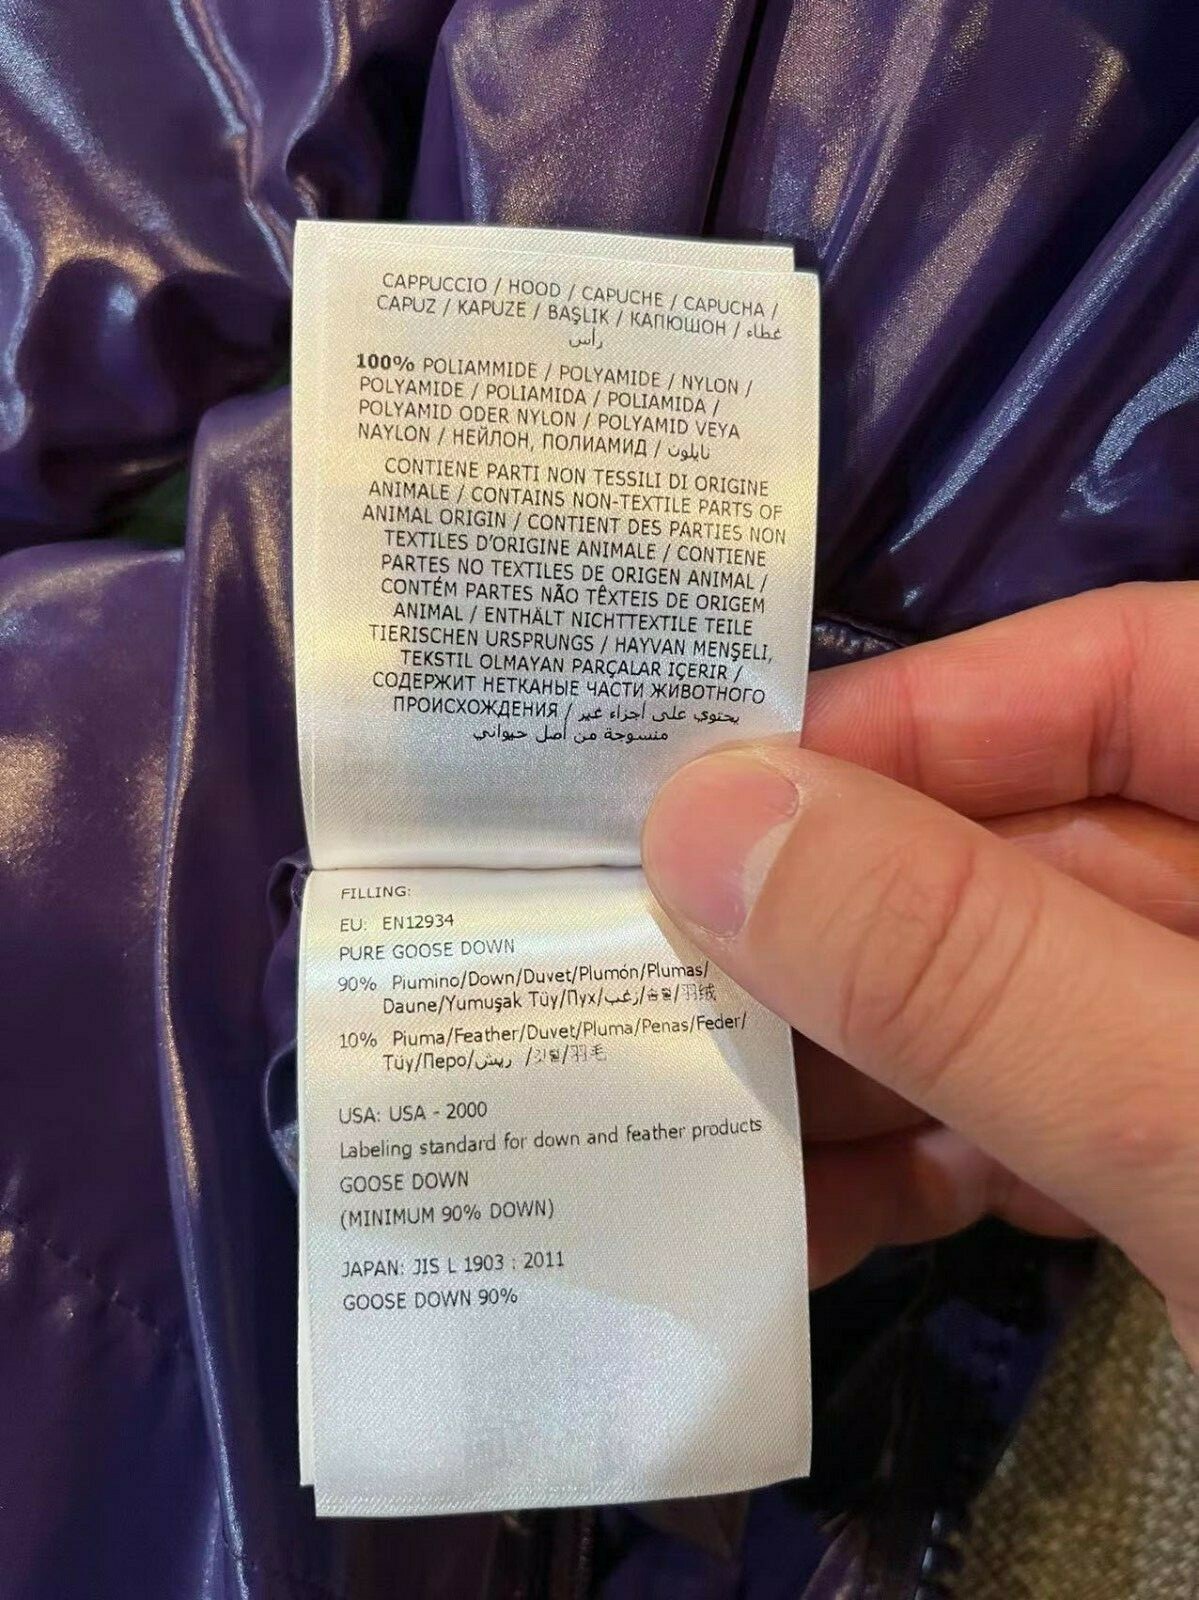 CAPPUCCIO / HOOD / CAPUCHE / CAPUCHA /
CAPUZ / KAPUZE / BAŞLIK / КАПЮШОН / غطاء
رأس
100% POLIAMMIDE / POLYAMIDE / NYLON /
POLYAMIDE / POLIAMIDA / POLIAMIDA /
POLYAMID ODER NYLON / POLYAMID VEYA
NAYLON / НЕЙЛОН, ПОЛИАМИД / نايلون
CONTIENE PARTI NON TESSILI DI ORIGINE
ANIMALE / CONTAINS NON-TEXTILE PARTS OF
ANIMAL ORIGIN / CONTIENT DES PARTIES NON
TEXTILES D'ORIGINE ANIMALE / CONTIENE
PARTES NO TEXTILES DE ORIGEN ANIMAL /
CONTÉM PARTES NÃO TÊXTEIS DE ORIGEM
ANIMAL / ENTHÄLT NICHTTEXTILE TEILE
TIERISCHEN URSPRUNGS / HAYVAN MENŞELİ,
TEKSTIL OLMAYAN PARÇALAR IÇERIR /
СОДЕРЖИТ НЕТКАНЫЕ ЧАСТИ ЖИВОТНОГО
ПРОИСХОЖДЕНИЯ / يحتوي على أجزاء غير
منسوجة من أصل حيواني
FILLING:
EU: EN12934
PURE GOOSE DOWN
90% Piumino/Down/Duvet/Plumón/Plumas/
Daune/Yumuşak Tüy/Пух/زغب/솜털/羽绒
10% Piuma/Feather/Duvet/Pluma/Penas/Feder/
Tüy/Перо/ريش /깃털/羽毛
USA: USA - 2000
Labeling standard for down and feather products
GOOSE DOWN
(MINIMUM 90% DOWN)
JAPAN: JIS L 1903 : 2011
GOOSE DOWN 90%